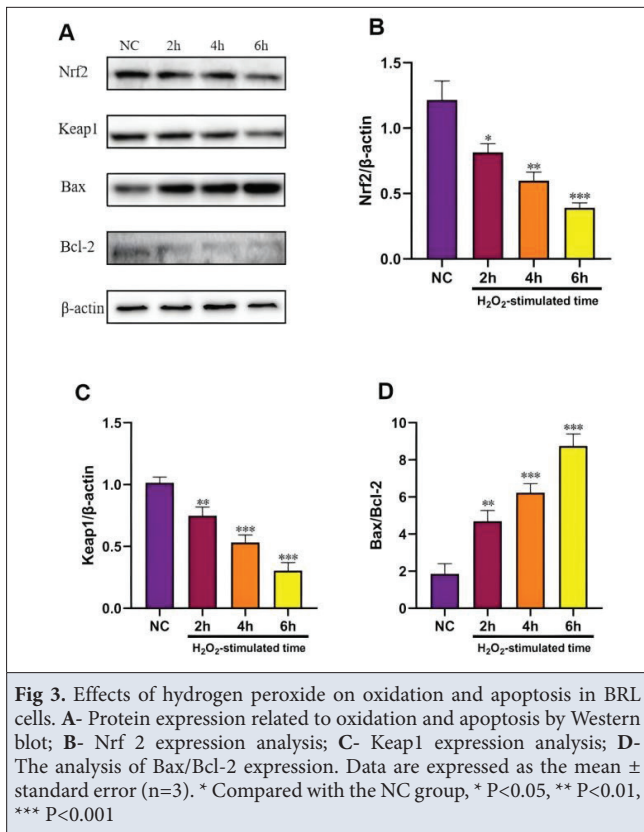 A
NC 2h 4h 6h
Nrf2
Keap1
Bax
Bcl-2
β-actin
B
Nrf2/β-actin
1.5
1.0
0.5
0.0
*
**
***
NC 2h 4h 6h
H₂O₂-stimulated time
C
Keap1/β-actin
1.5
1.0
0.5
0.0
**
***
***
NC 2h 4h 6h
H₂O₂-stimulated time
D
Bax/Bcl-2
10
8
6
4
2
0
**
***
***
NC 2h 4h 6h
H₂O₂-stimulated time
Fig 3. Effects of hydrogen peroxide on oxidation and apoptosis in BRL
cells. A- Protein expression related to oxidation and apoptosis by Western
blot; B- Nrf 2 expression analysis; C- Keap1 expression analysis; D-
The analysis of Bax/Bcl-2 expression. Data are expressed as the mean ±
standard error (n=3). * Compared with the NC group, * P<0.05, ** P<0.01,
*** P<0.001